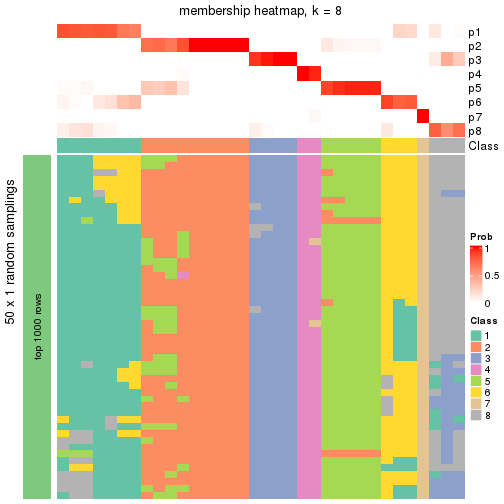 membership heatmap, k = 8
p1
p2
p3
p4
p5
p6
p7
p8
Class
50 x 1 random samplings
top 1000 rows
Prob
1
0.5
0
Class
1
2
3
4
5
6
7
8